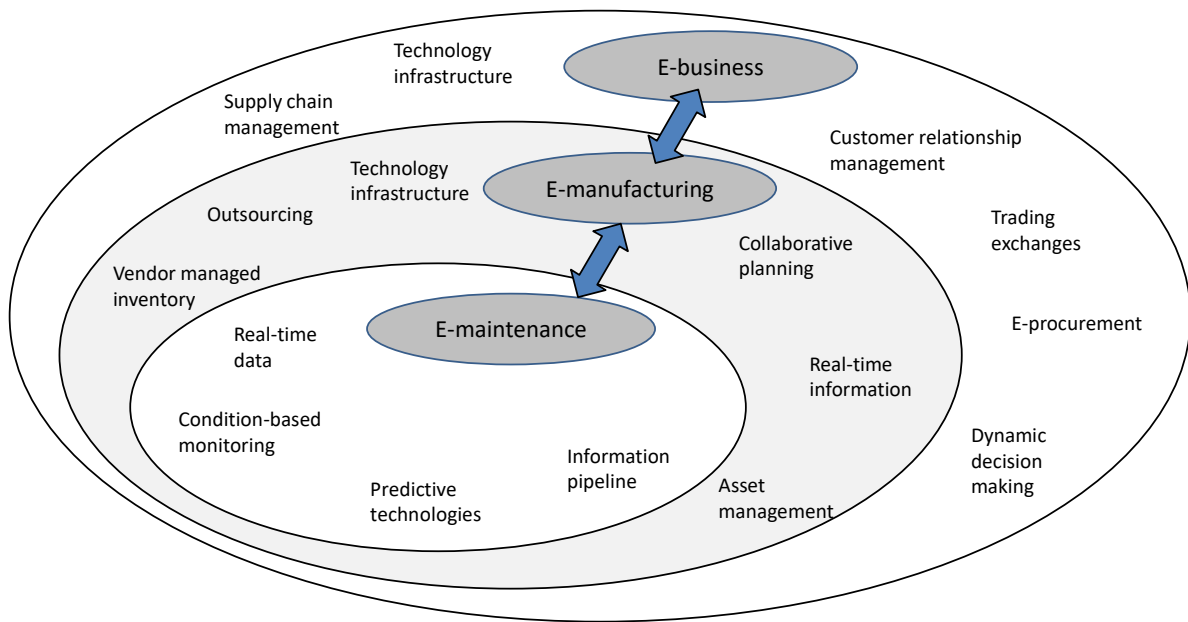 Technology
infrastructure
E-business
Supply chain
management
Customer relationship
management
Technology
infrastructure
E-manufacturing
Outsourcing
Trading
exchanges
Collaborative
planning
Vendor managed
inventory
E-maintenance
E-procurement
Real-time
data
Real-time
information
Condition-based
monitoring
Dynamic
decision
making
Information
pipeline
Predictive
technologies
Asset
management